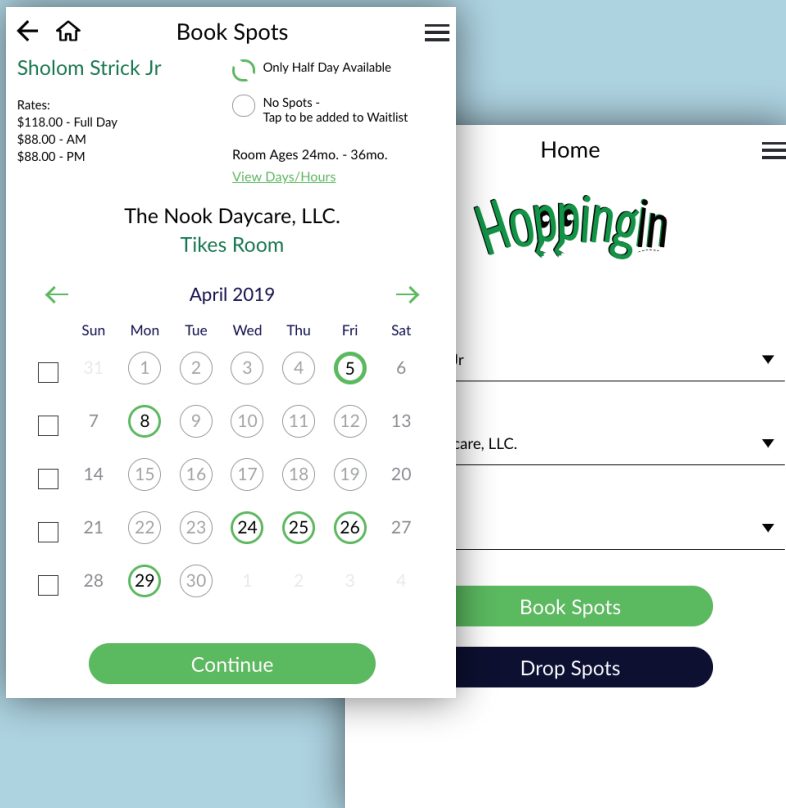 Book Spots
Sholom Strick Jr
Only Half Day Available
No Spots -
Tap to be added to Waitlist
Rates:
$118.00 - Full Day
$88.00 - AM
$88.00 - PM
Room Ages 24mo. - 36mo.
View Days/Hours
The Nook Daycare, LLC.
Tikes Room
April 2019
Sun Mon Tue Wed Thu Fri Sat
31 1 2 3 4 5 6
7 8 9 10 11 12 13
14 15 16 17 18 19 20
21 22 23 24 25 26 27
28 29 30 1 2 3 4
Continue
Home
Hoppingin
Jr
care, LLC.
Book Spots
Drop Spots